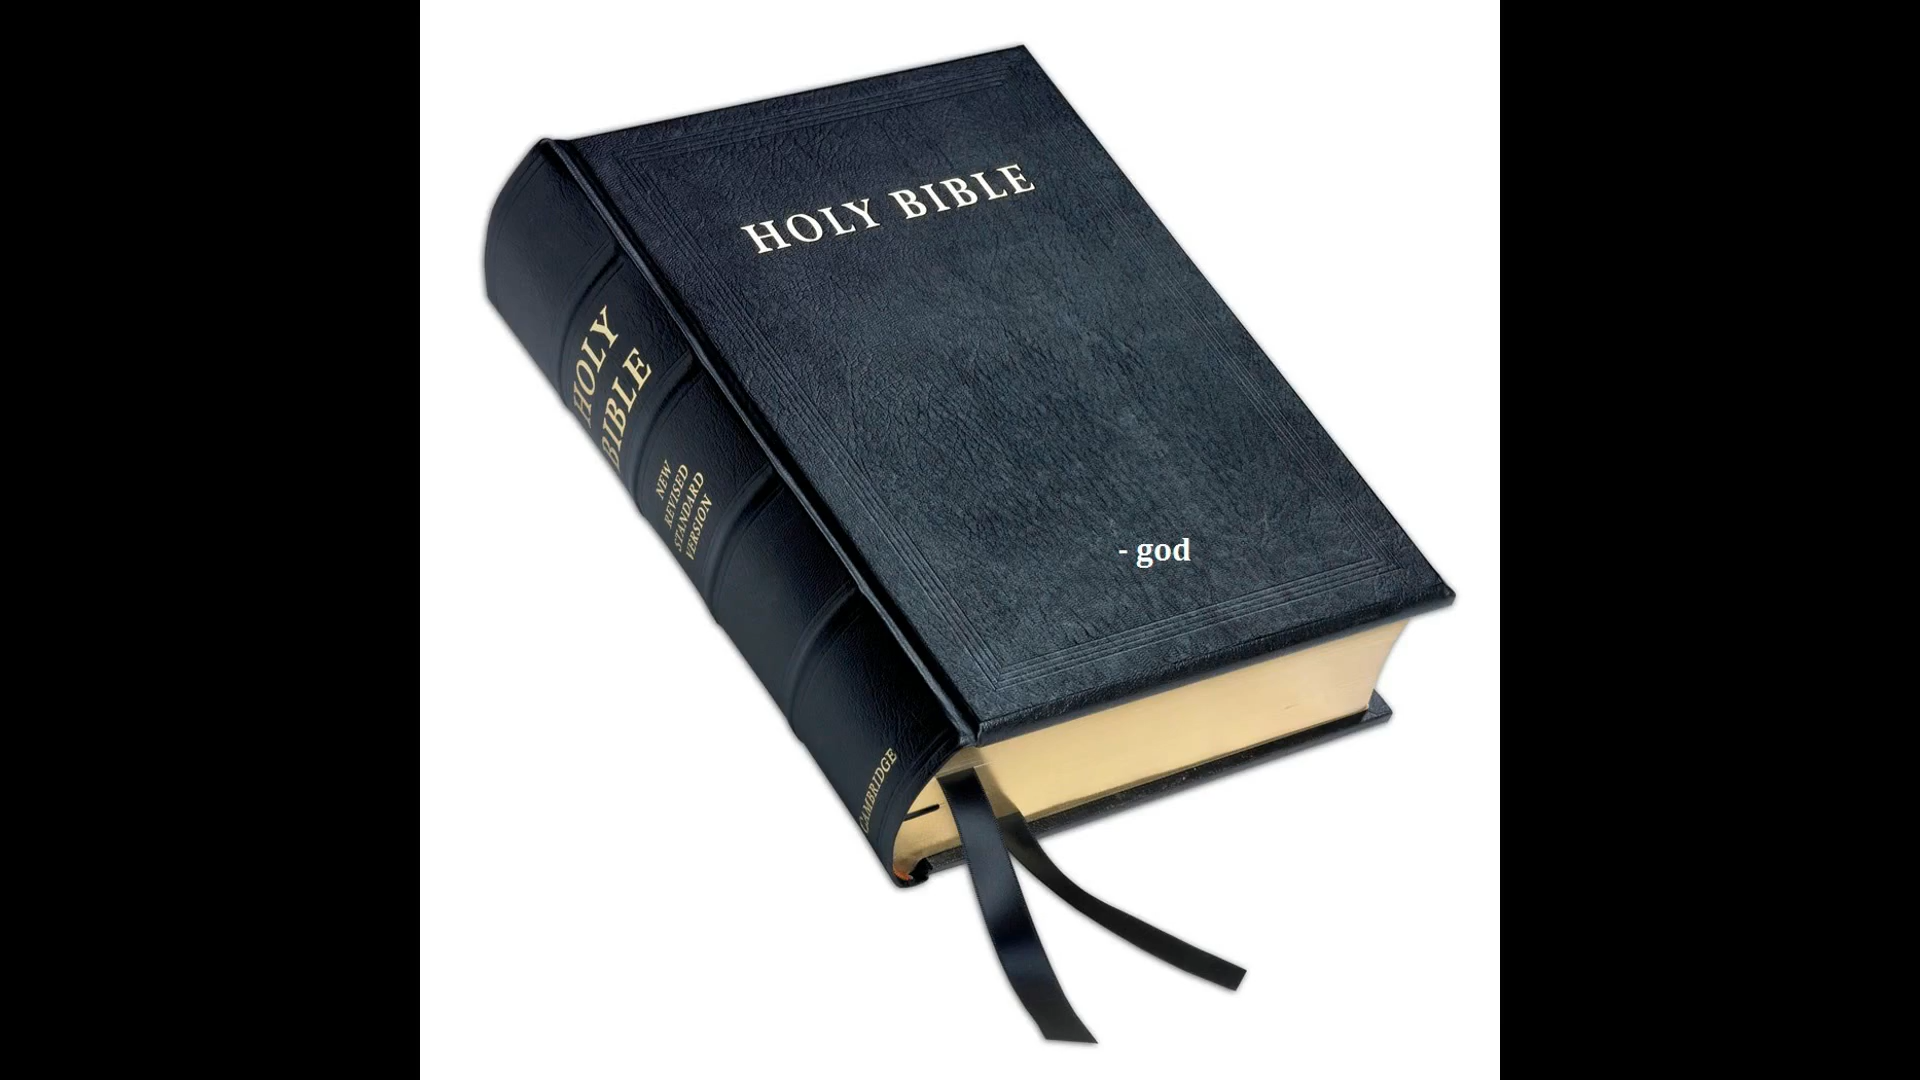 HOLY BIBLE
- god
HOLY
BIBLE
NEW
REVISED
STANDARD
VERSION
CAMBRIDGE